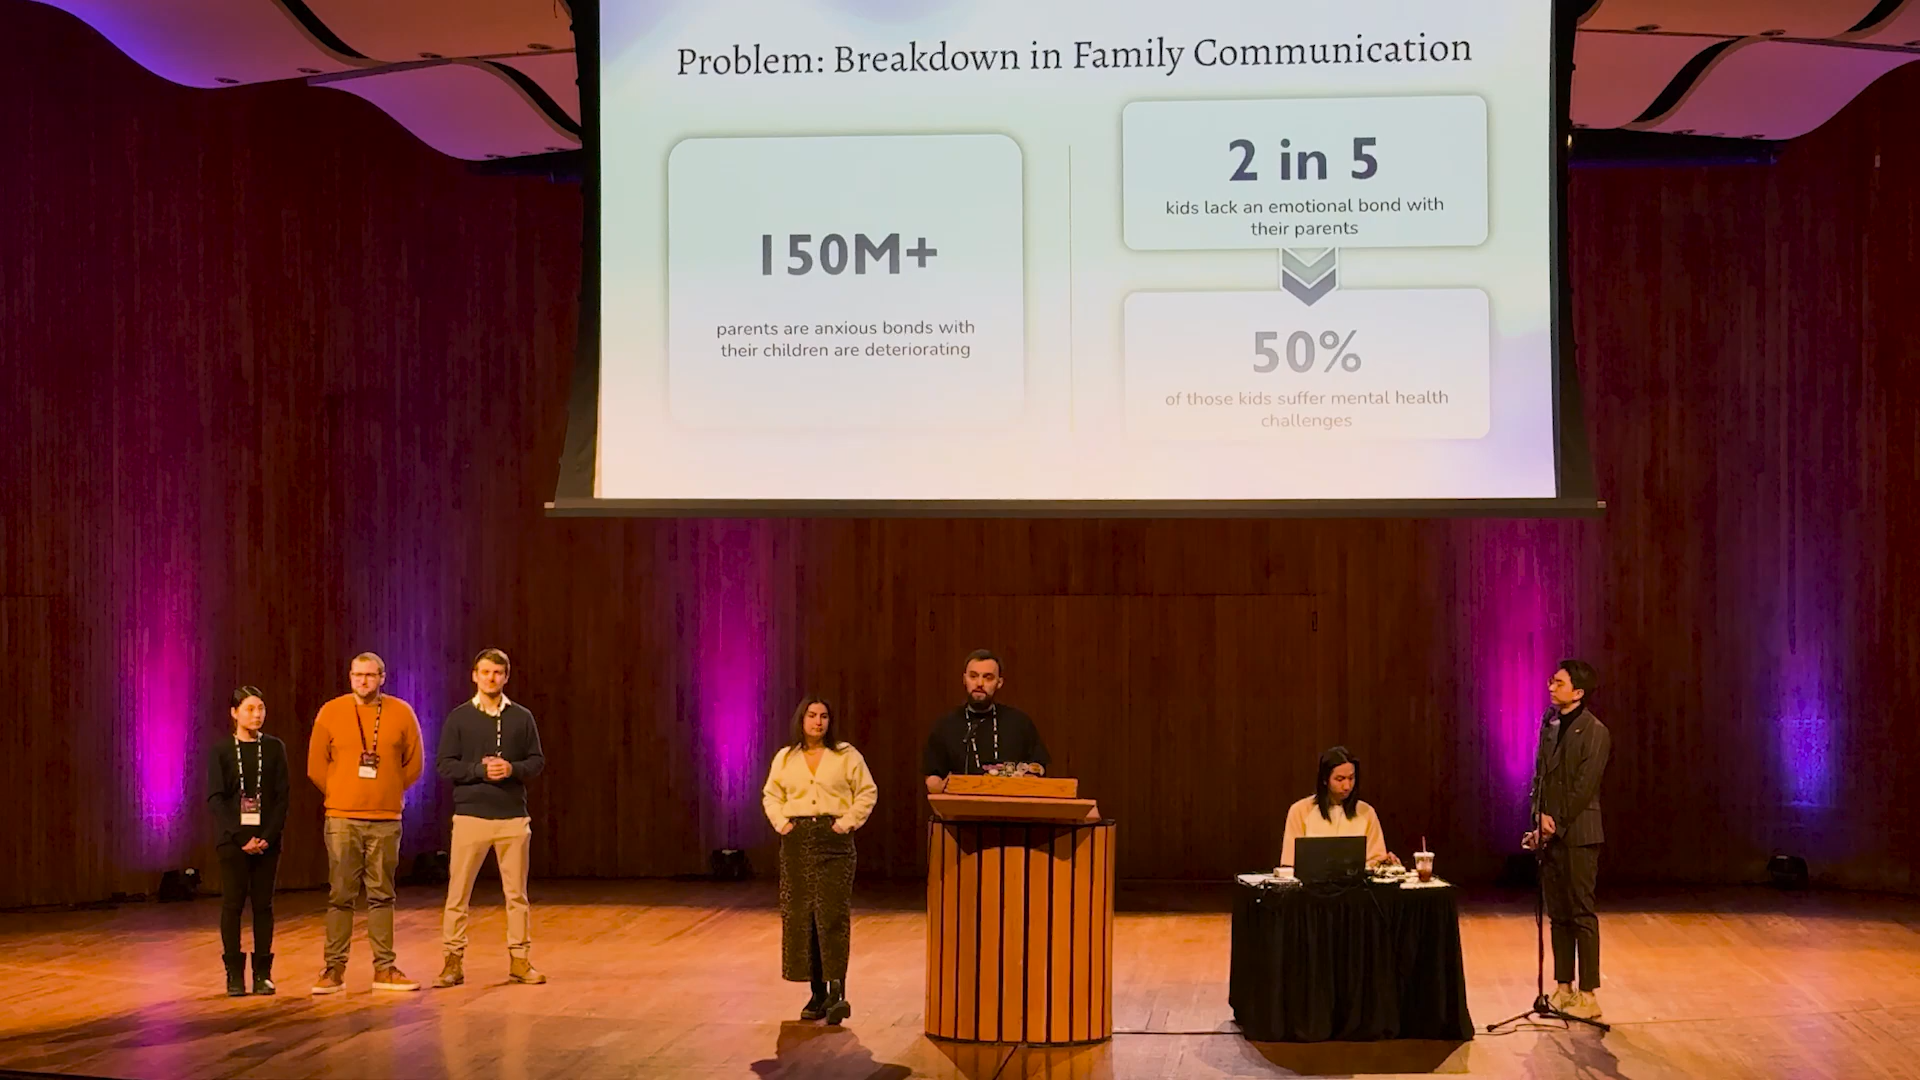 Problem: Breakdown in Family Communication
150M+
parents are anxious bonds with
their children are deteriorating
2 in 5
kids lack an emotional bond with
their parents
50%
of those kids suffer mental health
challenges